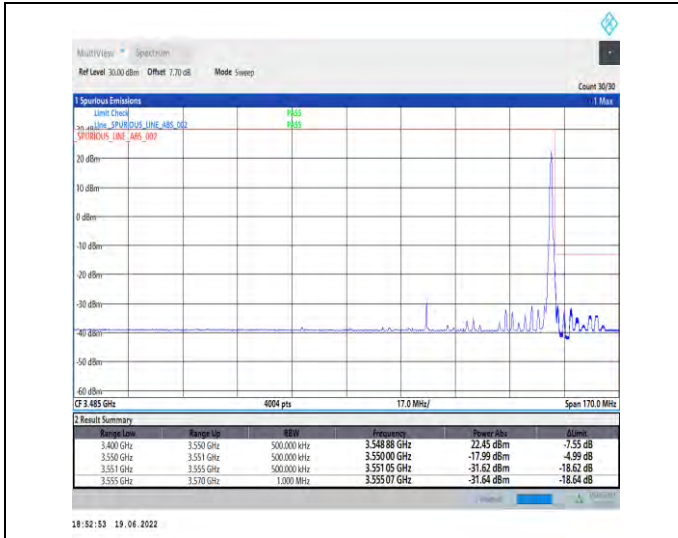 MultiView Spectrum
Ref Level 30.00 dBm Offset 7.70 dB Mode Sweep
Count 30/30
1 Spurious Emissions 1 Max
Limit Check PASS
Line _SPURIOUS_LINE_ABS_002 PASS
_SPURIOUS_LINE_ABS_002
20 dBm
10 dBm
0 dBm
-10 dBm
-20 dBm
-30 dBm
-40 dBm
-50 dBm
-60 dBm
CF 3.485 GHz 4004 pts 17.0 MHz/ Span 170.0 MHz
2 Result Summary
Range Low Range Up RBW Frequency Power Abs ΔLimit
3.400 GHz 3.550 GHz 500.000 kHz 3.548 88 GHz 22.45 dBm -7.55 dB
3.550 GHz 3.551 GHz 500.000 kHz 3.550 00 GHz -17.99 dBm -4.99 dB
3.551 GHz 3.555 GHz 500.000 kHz 3.551 05 GHz -31.62 dBm -18.62 dB
3.555 GHz 3.570 GHz 1.000 MHz 3.555 07 GHz -31.64 dBm -18.64 dB
18:52:53 19.06.2022